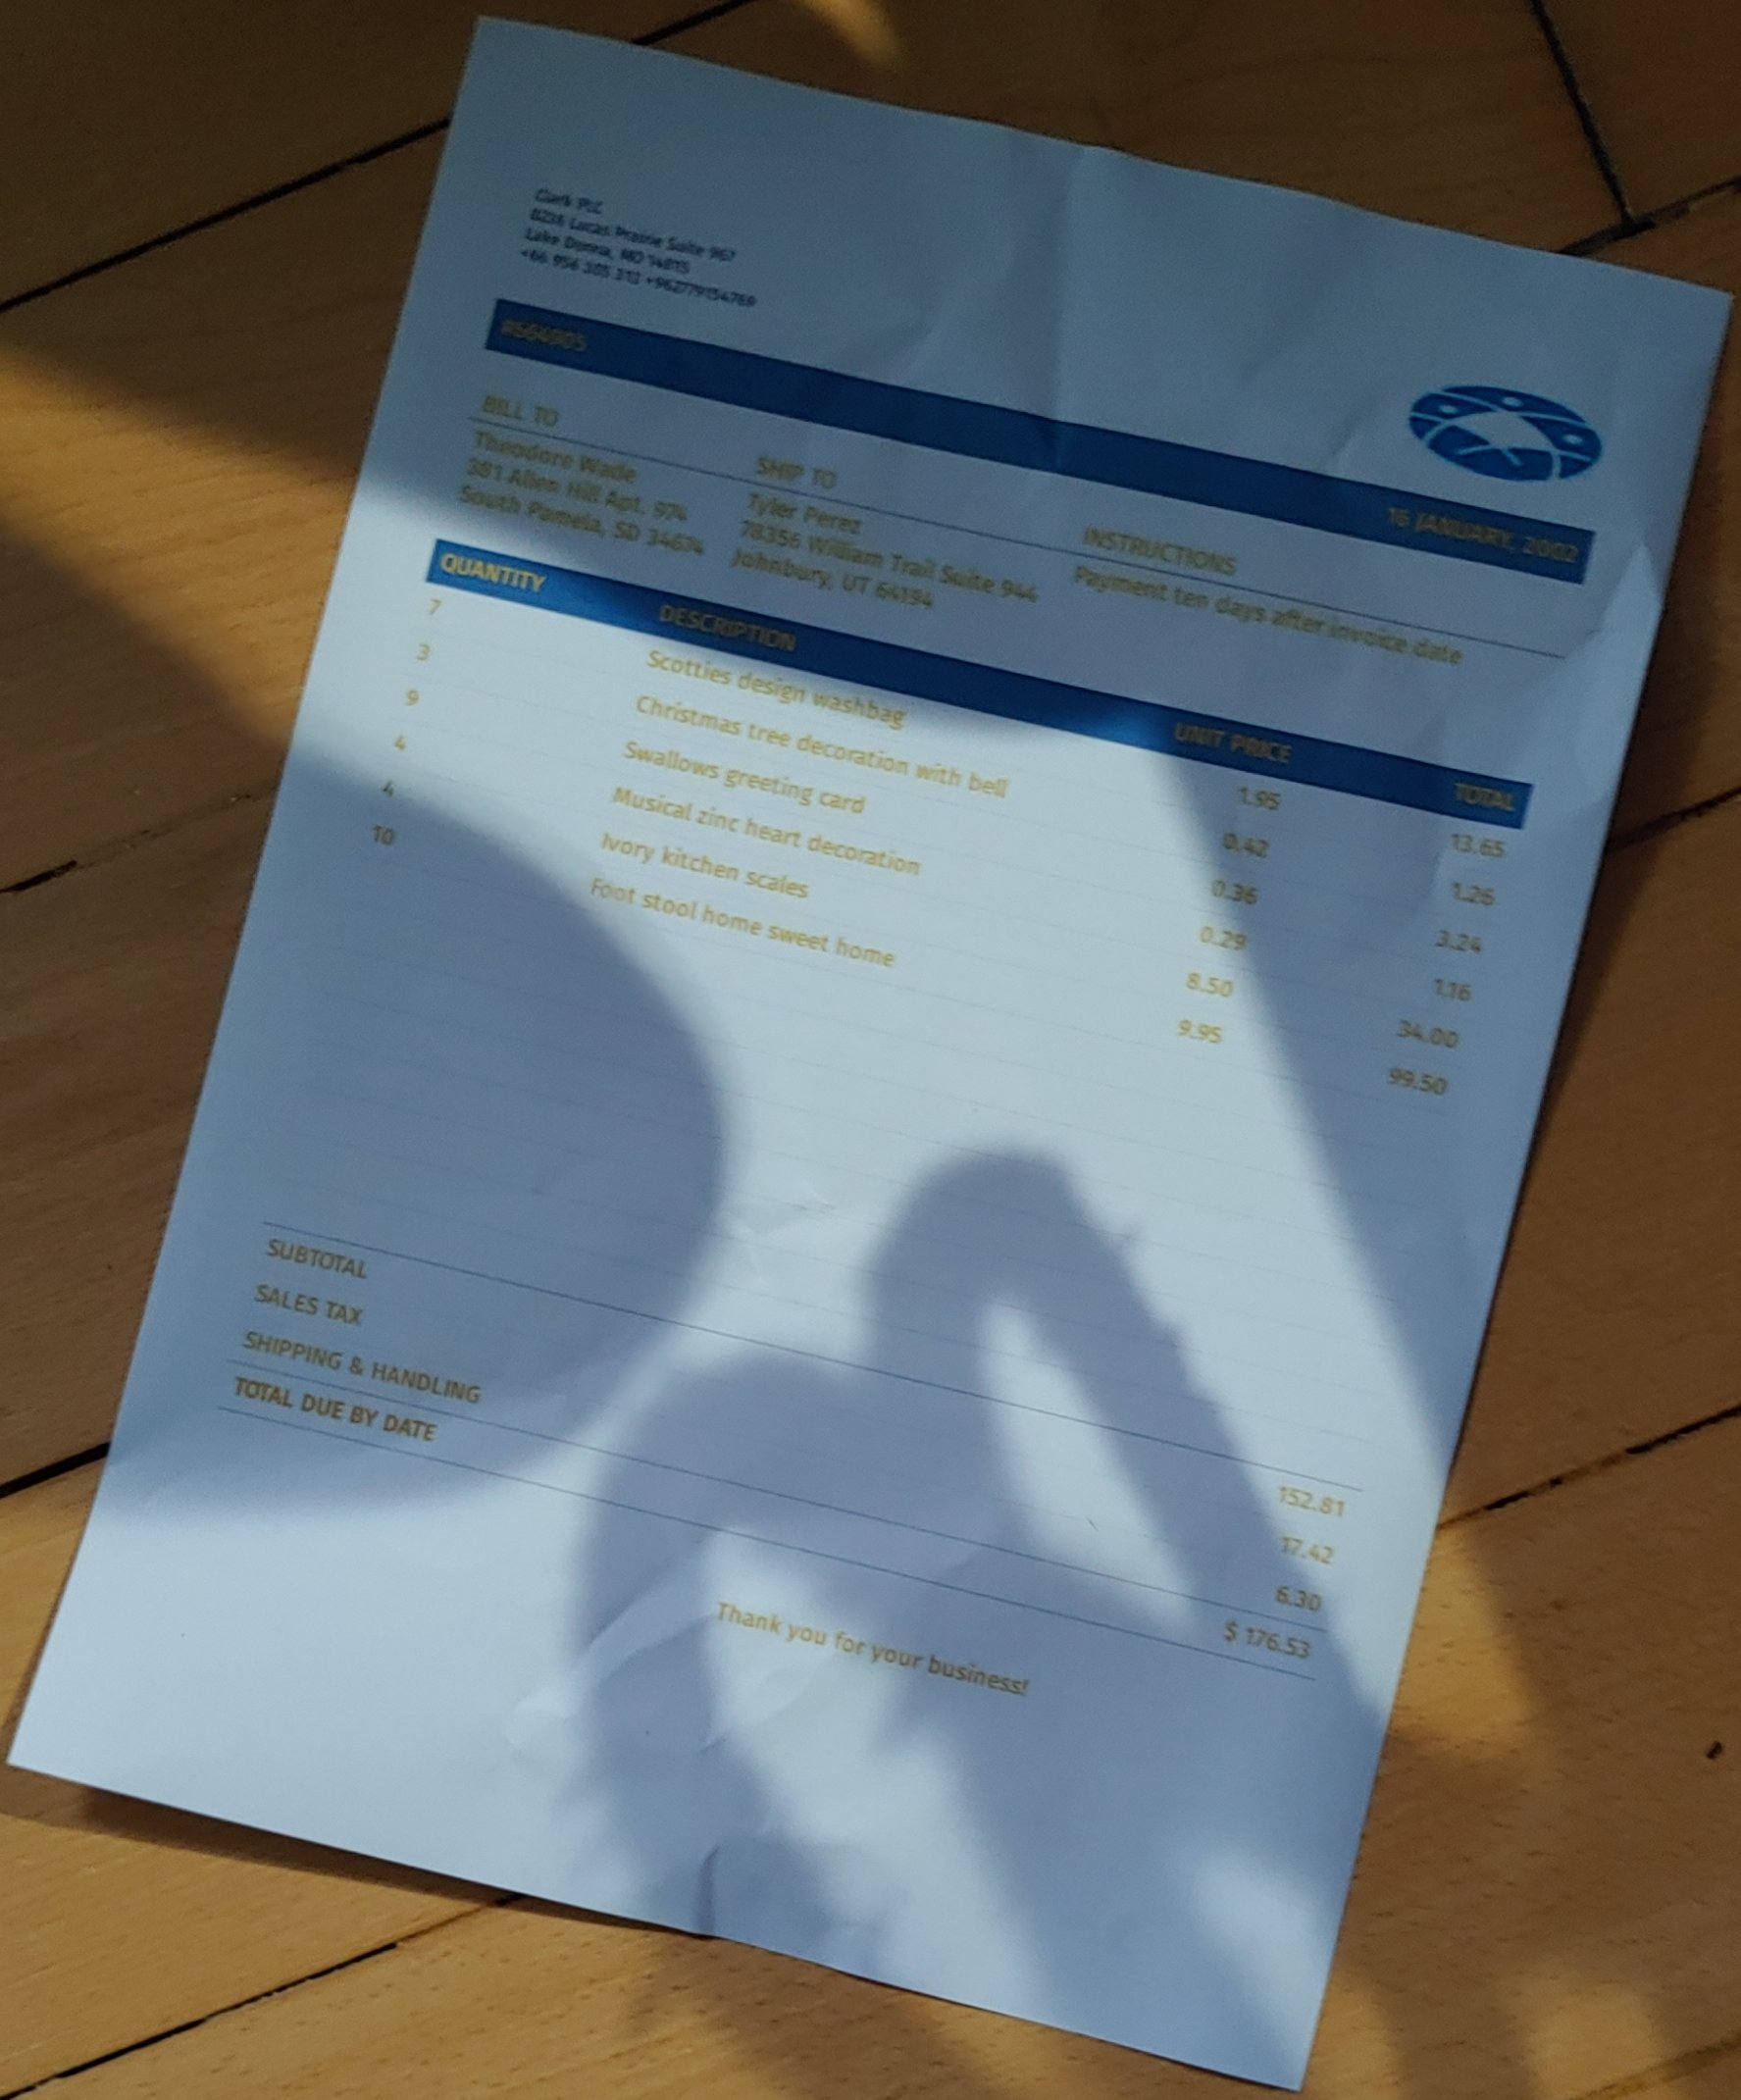 Clark PLC
8236 Lucas Prairie Suite 967
Lake Donna, MO 14815
+66 956 305 313 +962779154769
#564905
16 JANUARY, 2002
BILL TO
Theodore Wade
381 Allen Hill Apt. 974
South Pamela, SD 34674
SHIP TO
Tyler Perez
78356 William Trail Suite 944
Johnbury, UT 64194
INSTRUCTIONS
Payment ten days after invoice date
QUANTITY DESCRIPTION UNIT PRICE TOTAL
7 Scotties design washbag 1.95 13.65
3 Christmas tree decoration with bell 0.42 1.26
9 Swallows greeting card 0.36 3.24
4 Musical zinc heart decoration 0.29 1.16
4 Ivory kitchen scales 8.50 34.00
10 Foot stool home sweet home 9.95 99.50
SUBTOTAL 152.81
SALES TAX 17.42
SHIPPING & HANDLING 6.30
TOTAL DUE BY DATE $ 176.53
Thank you for your business!